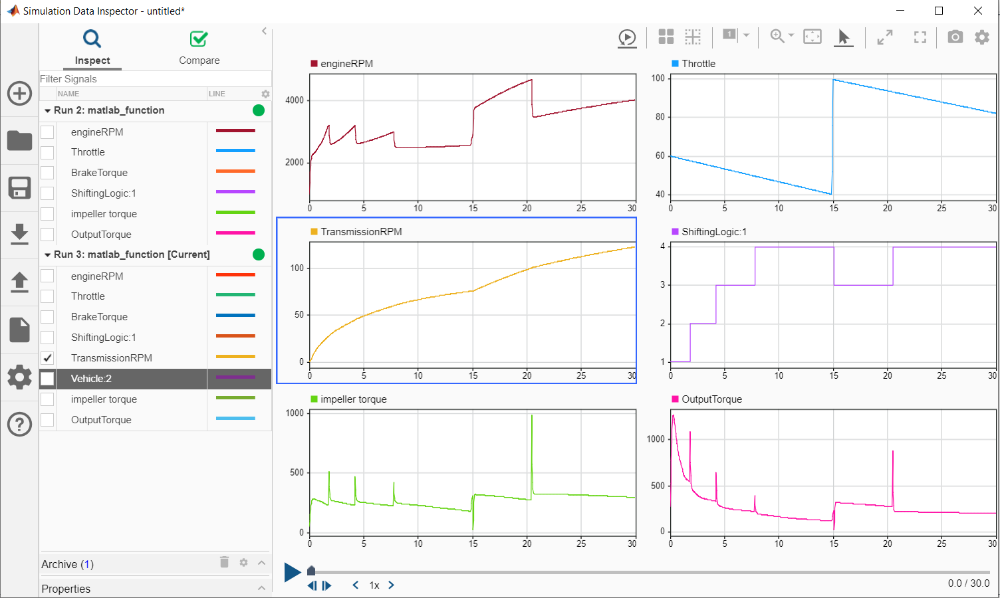 Simulation Data Inspector - untitled*
Inspect
Compare
Filter Signals
NAME
LINE
Run 2: matlab_function
engineRPM
Throttle
BrakeTorque
ShiftingLogic:1
impeller torque
OutputTorque
Run 3: matlab_function [Current]
engineRPM
Throttle
BrakeTorque
ShiftingLogic:1
TransmissionRPM
Vehicle:2
impeller torque
OutputTorque
Archive (1)
Properties
1
engineRPM
4000
2000
0 5 10 15 20 25 30
Throttle
100
80
60
40
0 5 10 15 20 25 30
TransmissionRPM
100
50
0
0 5 10 15 20 25 30
ShiftingLogic:1
4
3
2
1
0 5 10 15 20 25 30
impeller torque
1000
500
0
0 5 10 15 20 25 30
OutputTorque
1000
500
0
0 5 10 15 20 25 30
1x
0.0 / 30.0